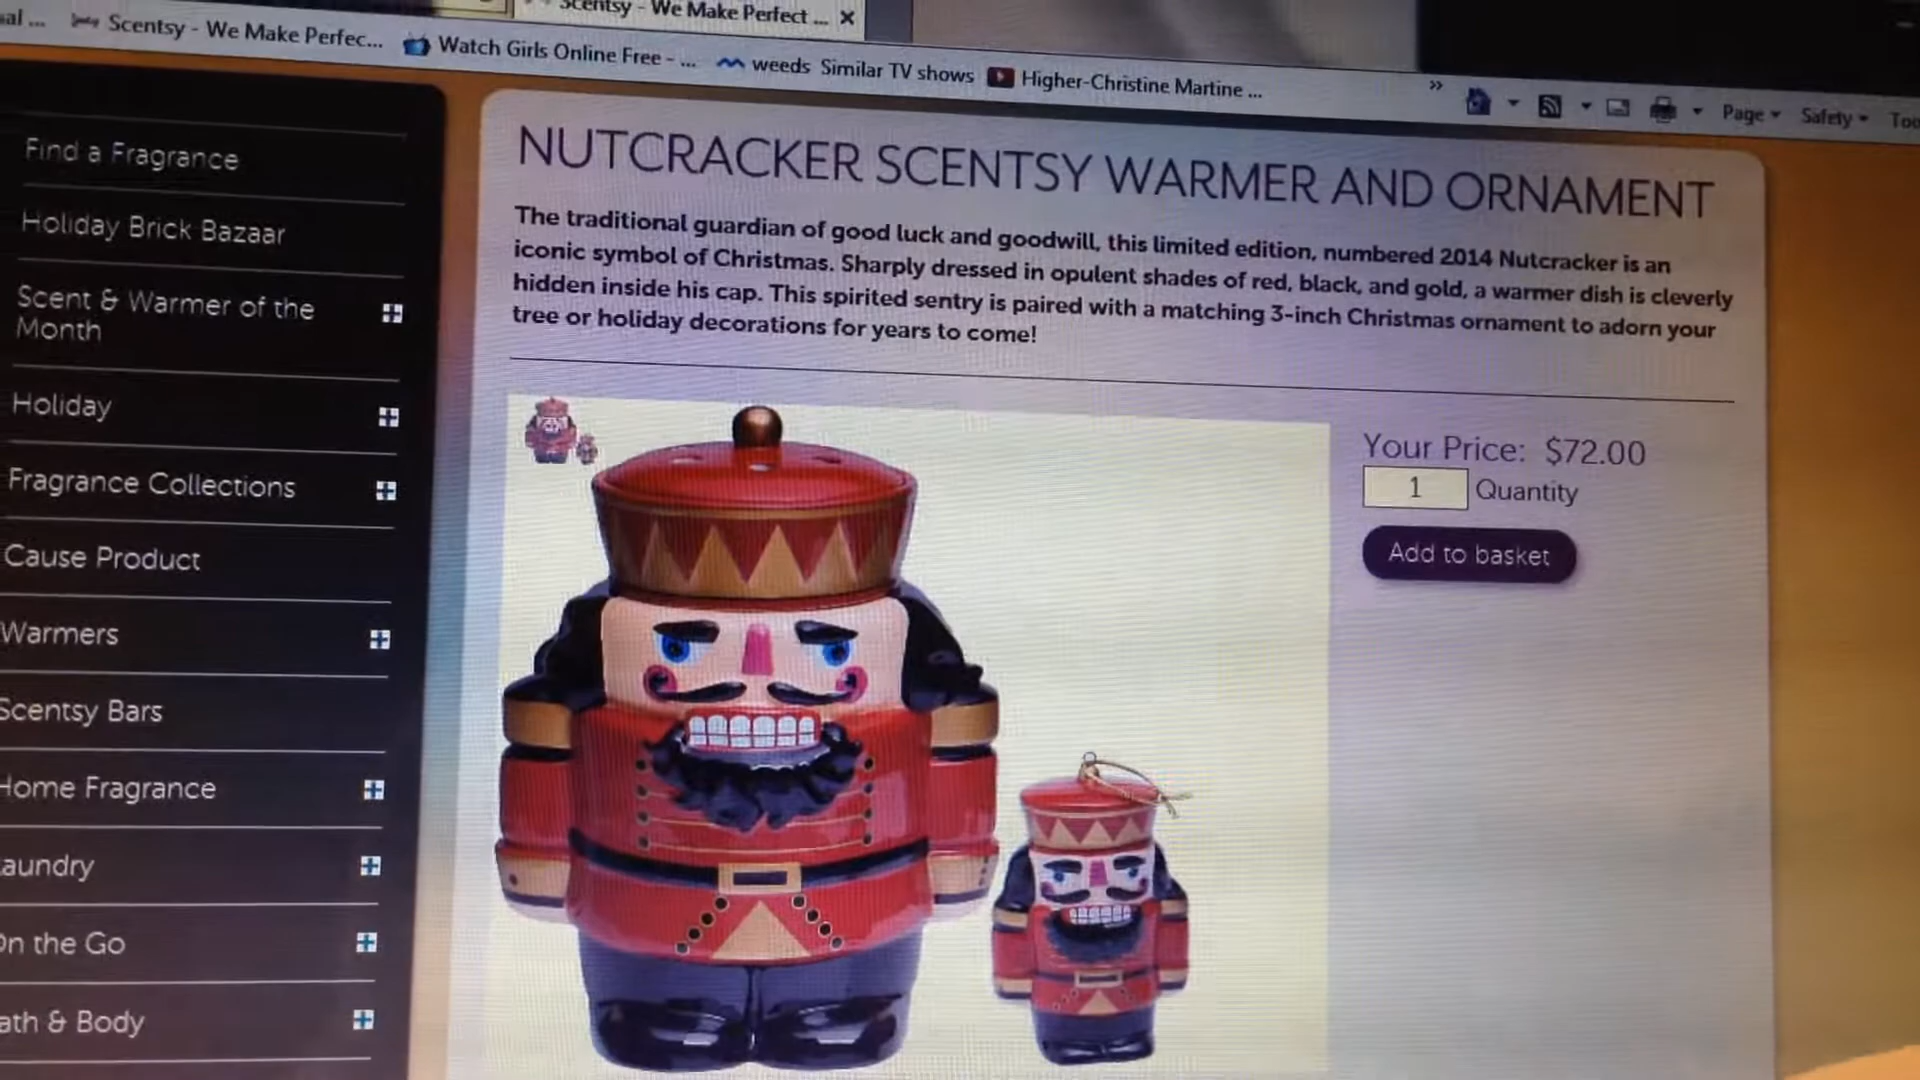 Scentsy - We Make Perfect ...
Scentsy - We Make Perfec...
Watch Girls Online Free - ...
weeds Similar TV shows
Higher-Christine Martine ...
Page
Safety
Find a Fragrance
Holiday Brick Bazaar
Scent & Warmer of the
Month
Holiday
Fragrance Collections
Cause Product
Warmers
Scentsy Bars
Home Fragrance
aundry
On the Go
ath & Body
NUTCRACKER SCENTSY WARMER AND ORNAMENT
The traditional guardian of good luck and goodwill, this limited edition, numbered 2014 Nutcracker is an
iconic symbol of Christmas. Sharply dressed in opulent shades of red, black, and gold, a warmer dish is cleverly
hidden inside his cap. This spirited sentry is paired with a matching 3-inch Christmas ornament to adorn your
tree or holiday decorations for years to come!
Your Price: $72.00
1 Quantity
Add to basket